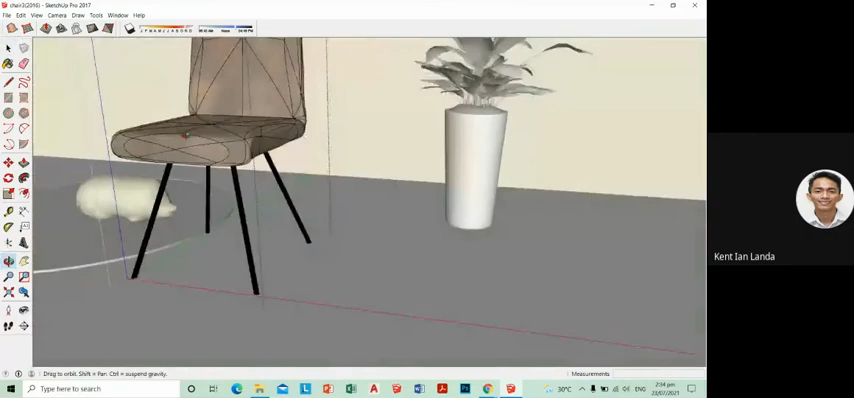 chair3(2016) - SketchUp Pro 2017
File Edit View Camera Draw Tools Window Help
J F M A M J J A S O N D
Noon
Kent Ian Landa
Drag to orbit. Shift = Pan, Ctrl = suspend gravity.
Measurements
Type here to search
30°C
ENG
2:34 pm
23/07/2021